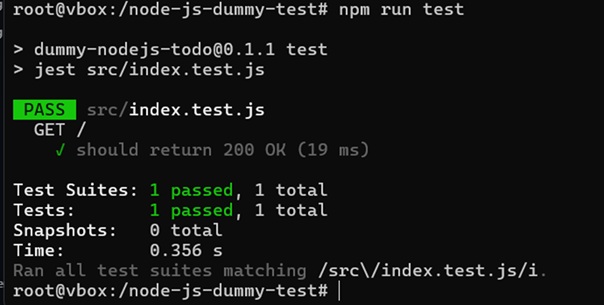 root@vbox:/node-js-dummy-test# npm run test
> dummy-nodejs-todo@0.1.1 test
> jest src/index.test.js
PASS src/index.test.js
GET /
√ should return 200 OK (19 ms)
Test Suites: 1 passed, 1 total
Tests: 1 passed, 1 total
Snapshots: 0 total
Time: 0.356 s
Ran all test suites matching /src\/index.test.js/i.
root@vbox:/node-js-dummy-test#